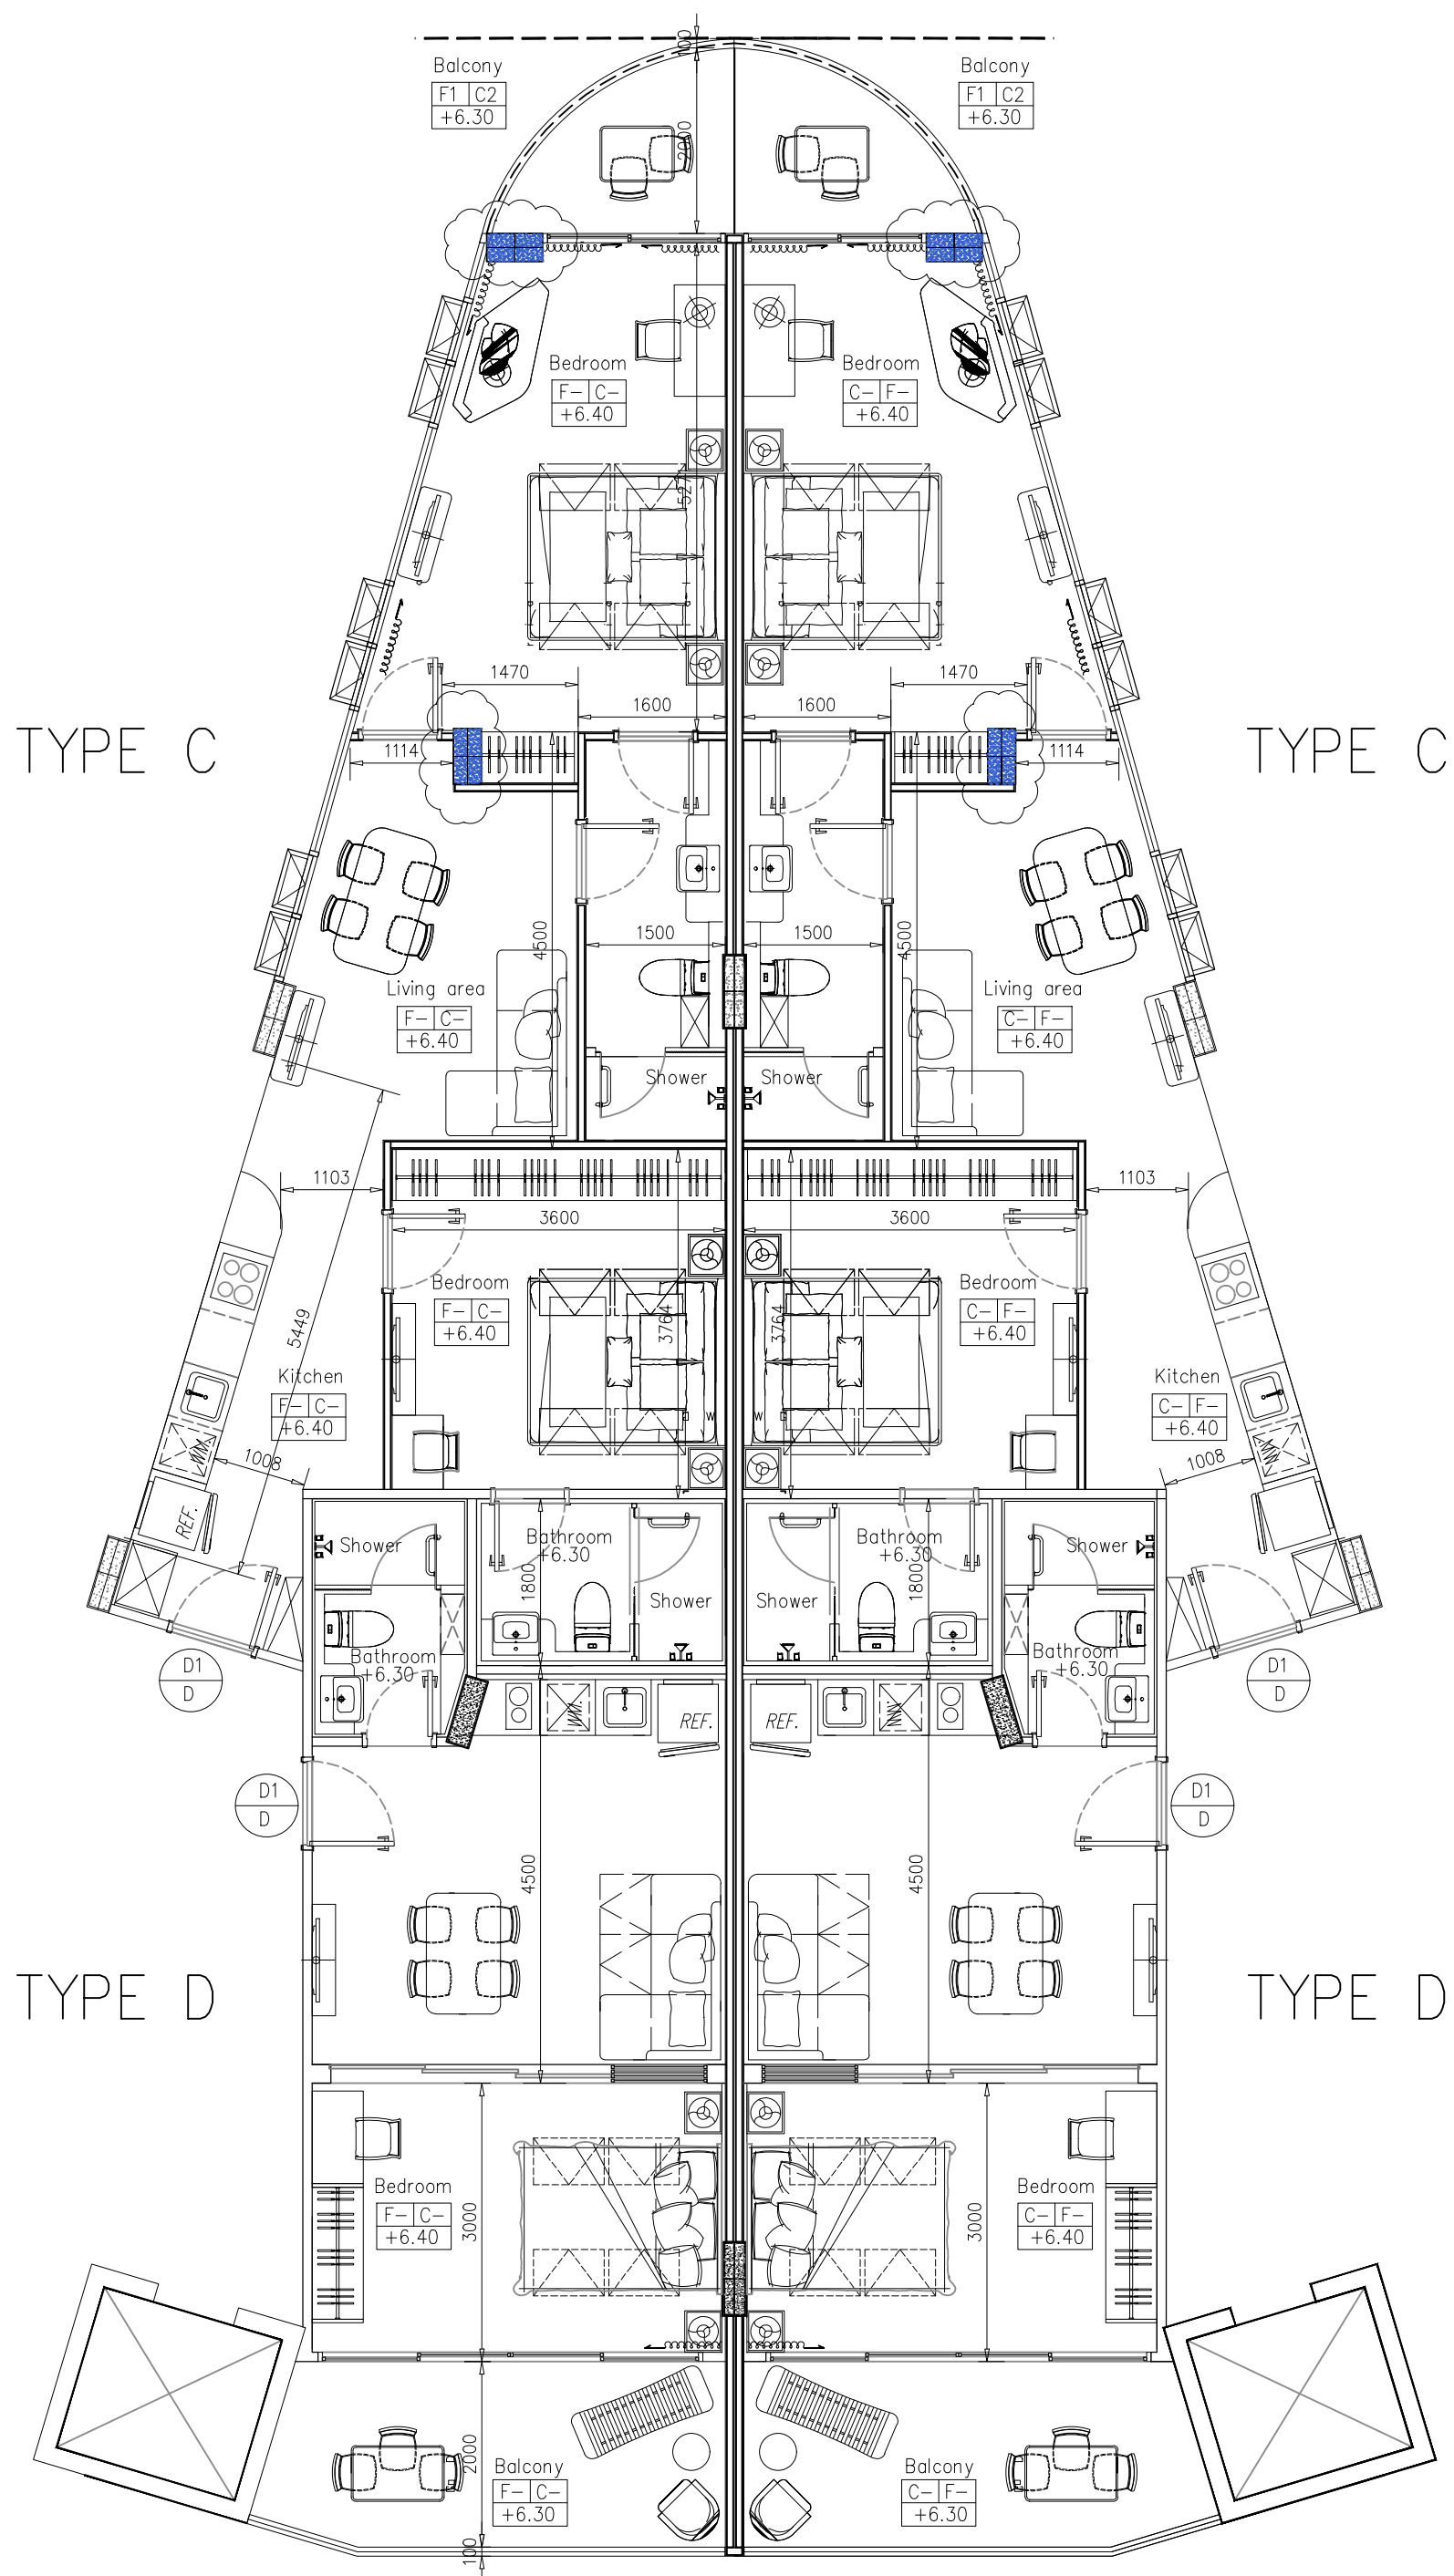 100
Balcony
Balcony
F1 C2
F1 C2
+6.30
+6.30
2000
Bedroom
Bedroom
F- C-
C- F-
+6.40
+6.40
1470
1470
1600
1600
TYPE C
TYPE C
1114
1114
4500
1500
1500
4500
Living area
Living area
F- C-
C- F-
+6.40
+6.40
Shower
Shower
1103
1103
3600
3600
Bedroom
Bedroom
F- C-
C- F-
+6.40
+6.40
5449
3764
3764
Kitchen
Kitchen
F- C-
C- F-
+6.40
+6.40
W
W
WM.
WM.
1008
1008
REF.
Shower
Bathroom
Bathroom
Shower
+6.30
+6.30
1800
1800
Shower
Shower
Bathroom
Bathroom
+6.30
+6.30
D1
D
D1
D
WM.
REF.
REF.
WM.
D1
D
D1
D
4500
4500
TYPE D
TYPE D
Bedroom
Bedroom
F- C-
C- F-
+6.40
+6.40
3000
3000
2000
Balcony
Balcony
F- C-
C- F-
+6.30
+6.30
100